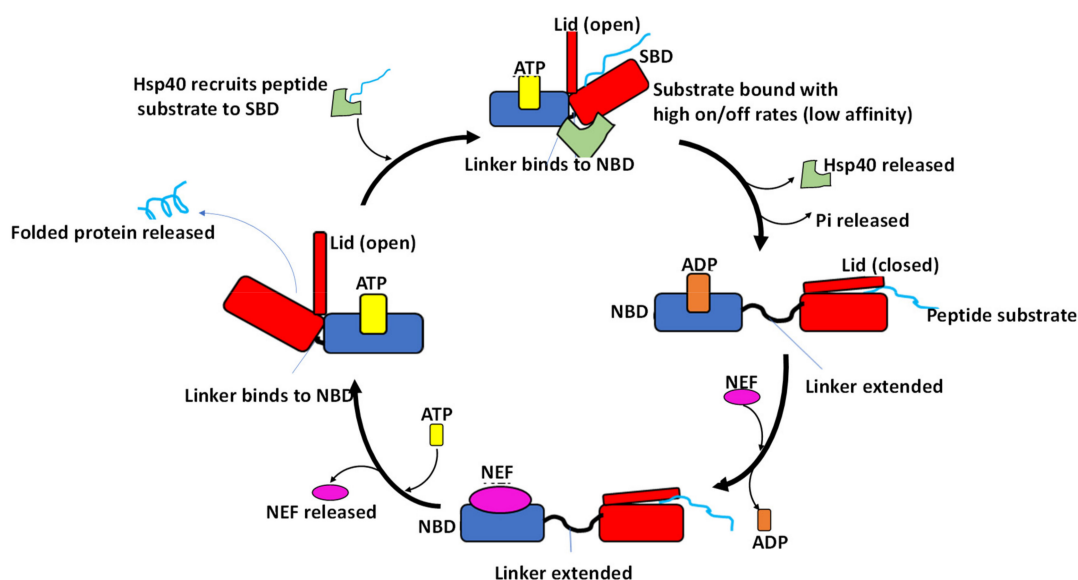 Lid (open)
SBD
ATP
Hsp40 recruits peptide
substrate to SBD
Substrate bound with
high on/off rates (low affinity)
Linker binds to NBD
Hsp40 released
Pi released
Folded protein released
Lid (open)
ATP
ADP
Lid (closed)
NBD
Peptide substrate
Linker extended
Linker binds to NBD
NEF
ATP
NEF
NEF released
NBD
ADP
Linker extended